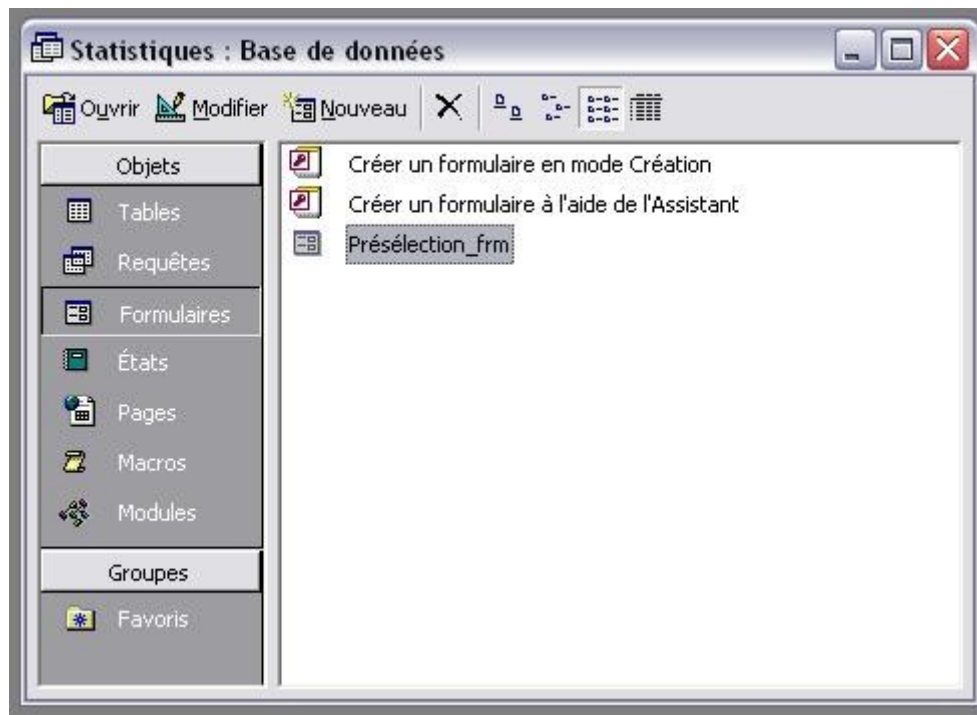 Statistiques : Base de données
Ouvrir Modifier Nouveau
Objets
Tables
Requêtes
Formulaires
États
Pages
Macros
Modules
Groupes
Favoris
Créer un formulaire en mode Création
Créer un formulaire à l'aide de l'Assistant
Présélection_frm